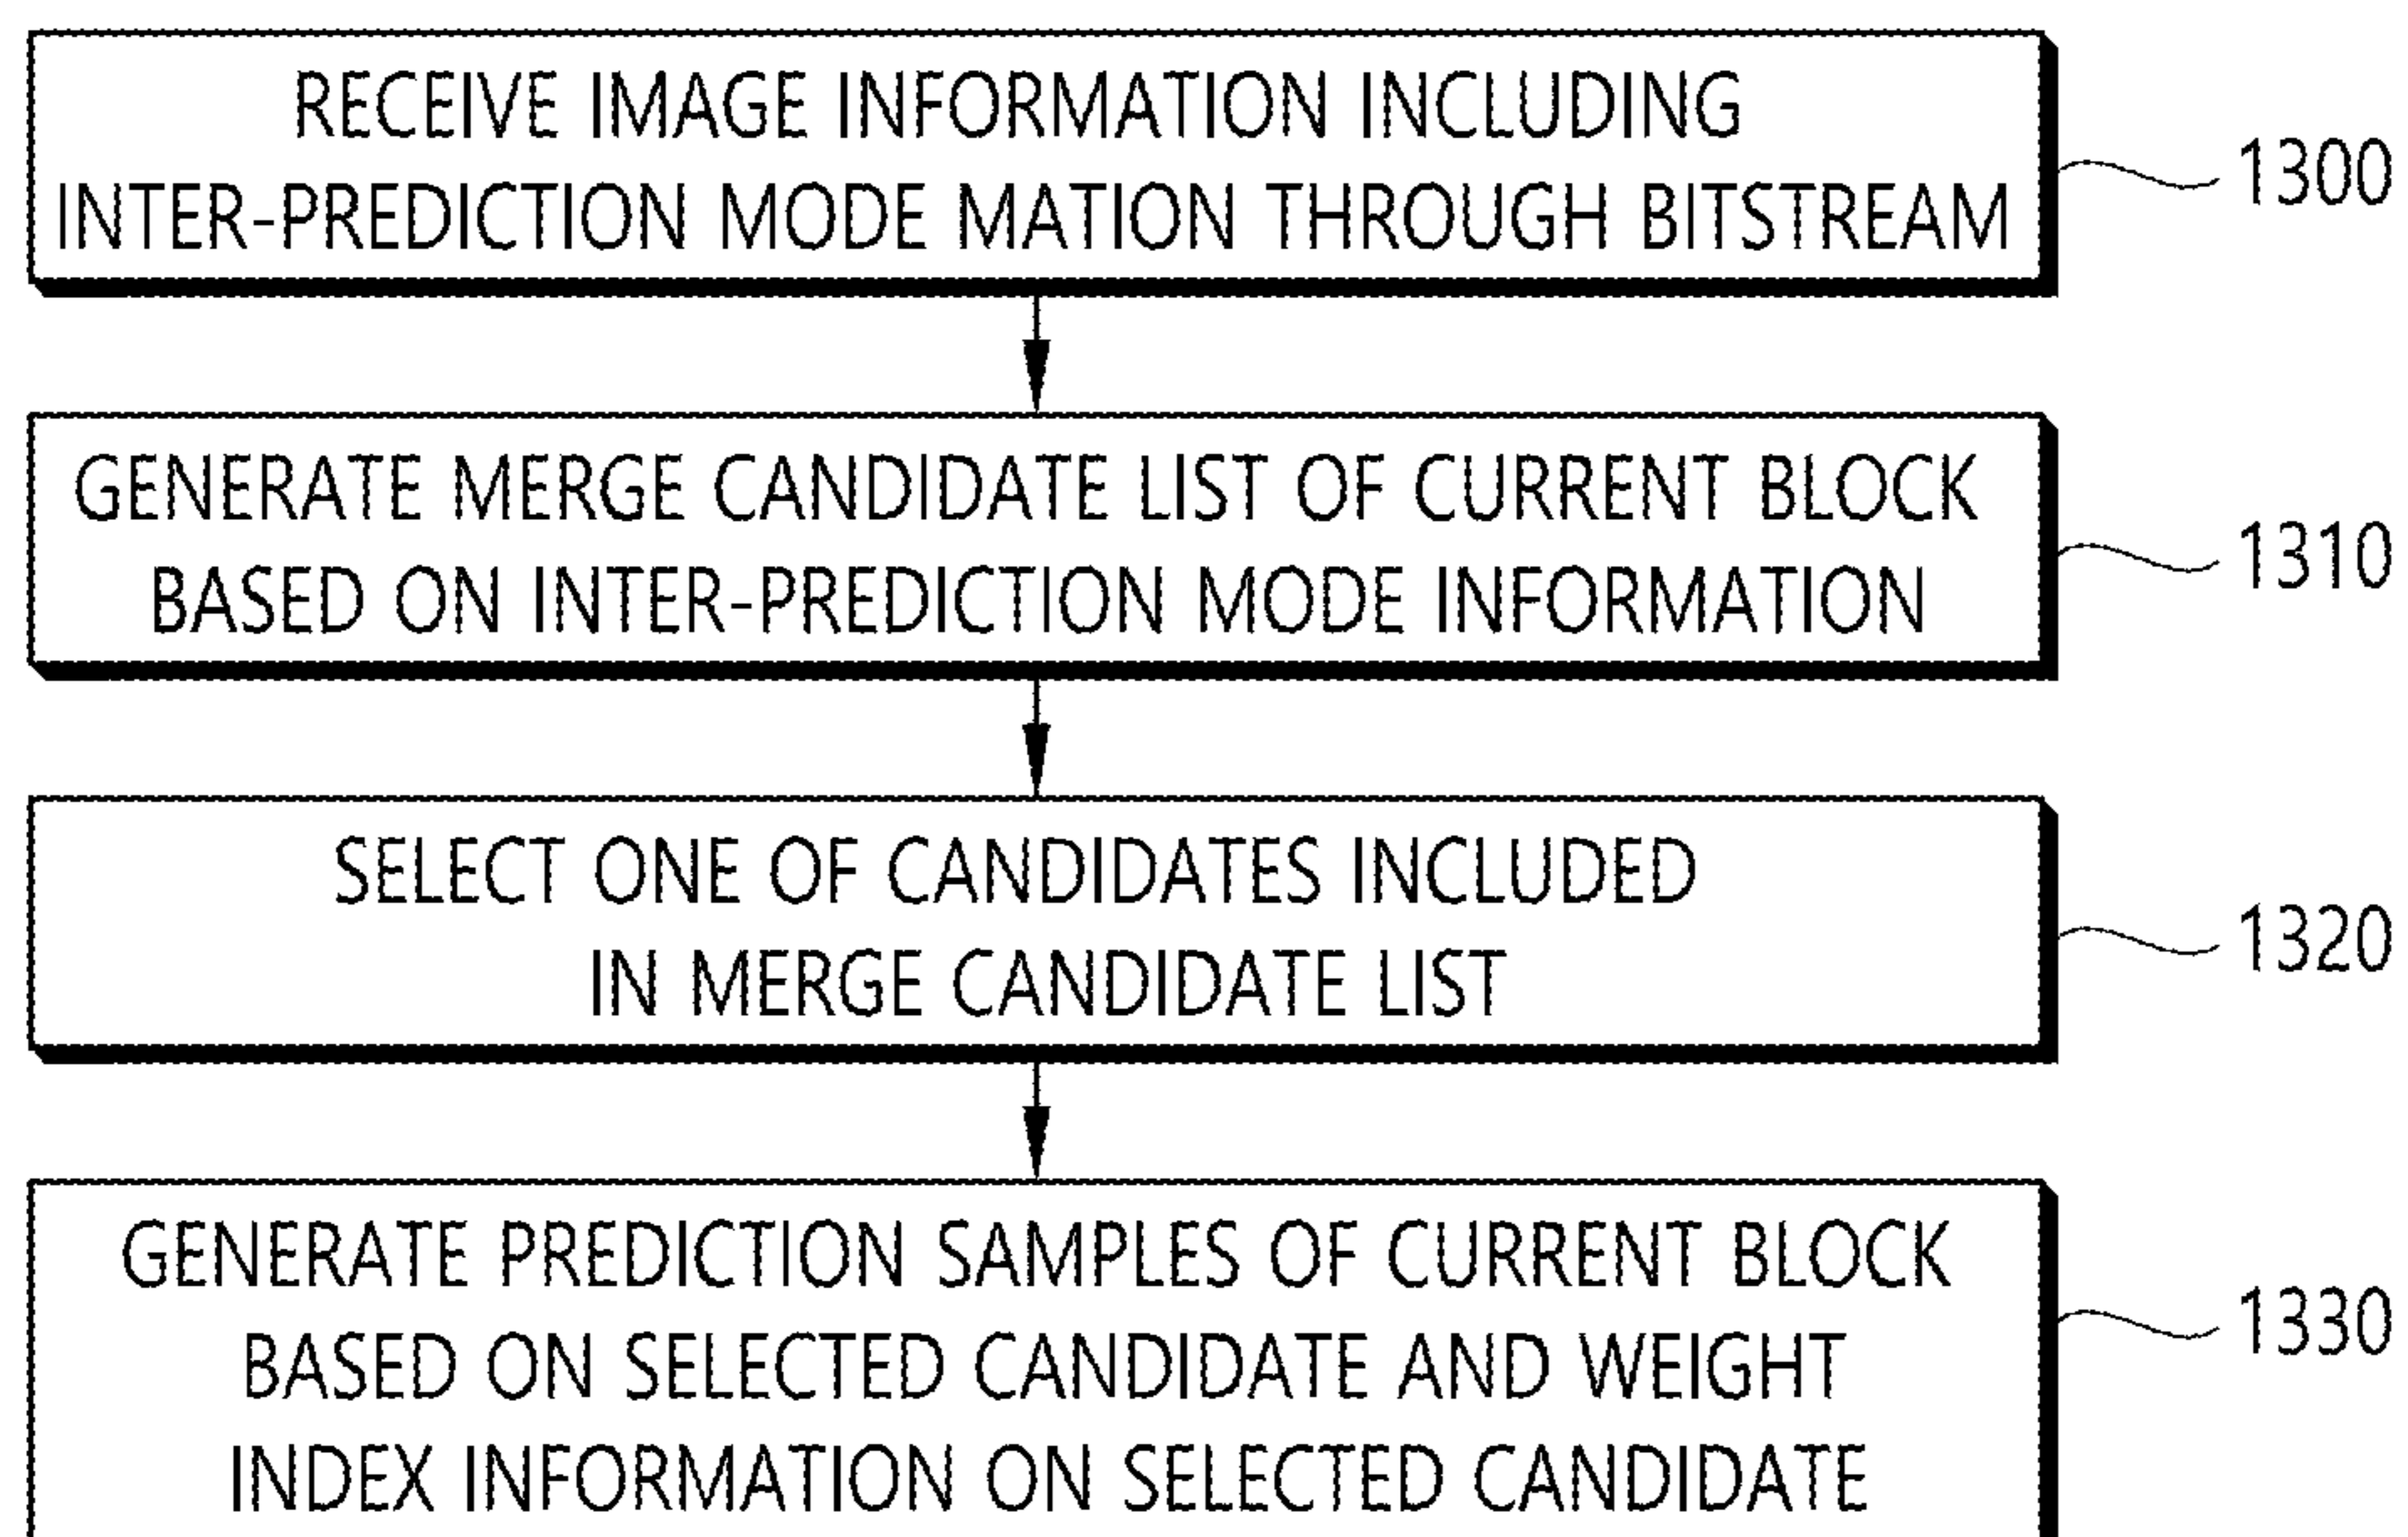 RECEIVE IMAGE INFORMATION INCLUDING
INTER-PREDICTION MODE MATION THROUGH BITSTREAM
1300
GENERATE MERGE CANDIDATE LIST OF CURRENT BLOCK
BASED ON INTER-PREDICTION MODE INFORMATION
1310
SELECT ONE OF CANDIDATES INCLUDED
IN MERGE CANDIDATE LIST
1320
GENERATE PREDICTION SAMPLES OF CURRENT BLOCK
BASED ON SELECTED CANDIDATE AND WEIGHT
INDEX INFORMATION ON SELECTED CANDIDATE
1330